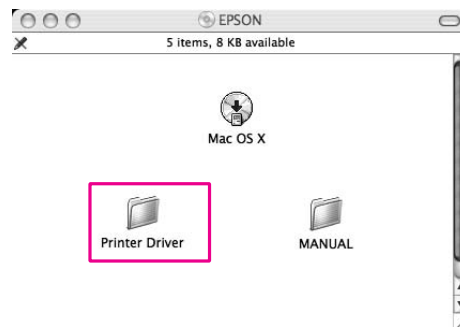 EPSON
5 items, 8 KB available
Mac OS X
Printer Driver
MANUAL